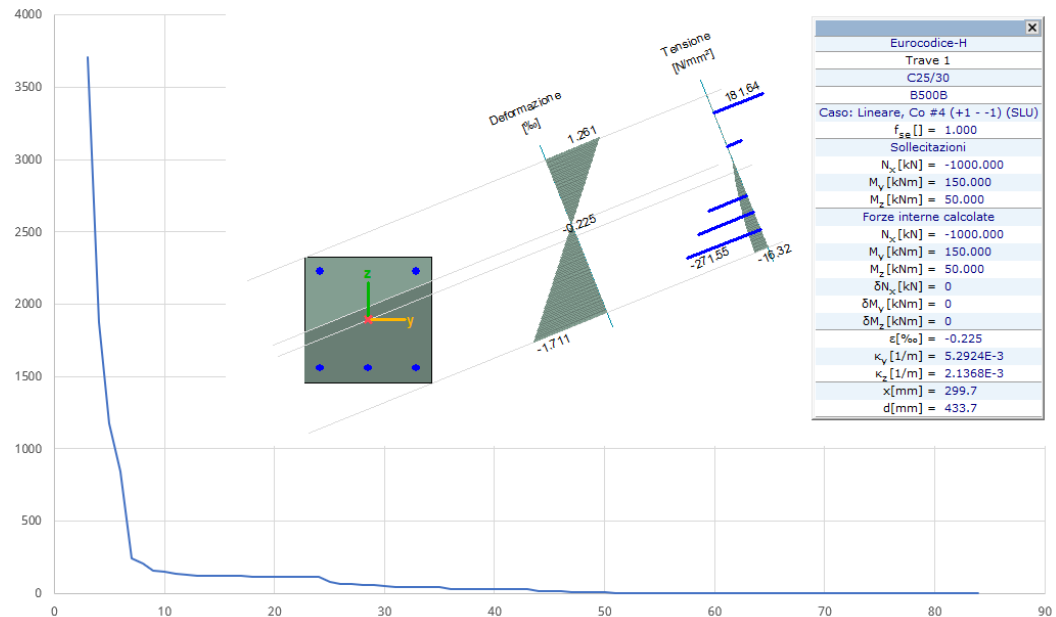 4000
3500
3000
2500
2000
1500
1000
500
0
0 10 20 30 40 50 60 70 80 90
Deformazione
[‰]
1.261
-0.225
-1.711
Tensione
[N/mm²]
181.64
-271.55
-16.32
z
y
Eurocodice-H
Trave 1
C25/30
B500B
Caso: Lineare, Co #4 (+1 - -1) (SLU)
fse[] = 1.000
Sollecitazioni
Nx[kN] = -1000.000
My[kNm] = 150.000
Mz[kNm] = 50.000
Forze interne calcolate
Nx[kN] = -1000.000
My[kNm] = 150.000
Mz[kNm] = 50.000
δNx[kN] = 0
δMy[kNm] = 0
δMz[kNm] = 0
ε[‰] = -0.225
κy[1/m] = 5.2924E-3
κz[1/m] = 2.1368E-3
x[mm] = 299.7
d[mm] = 433.7